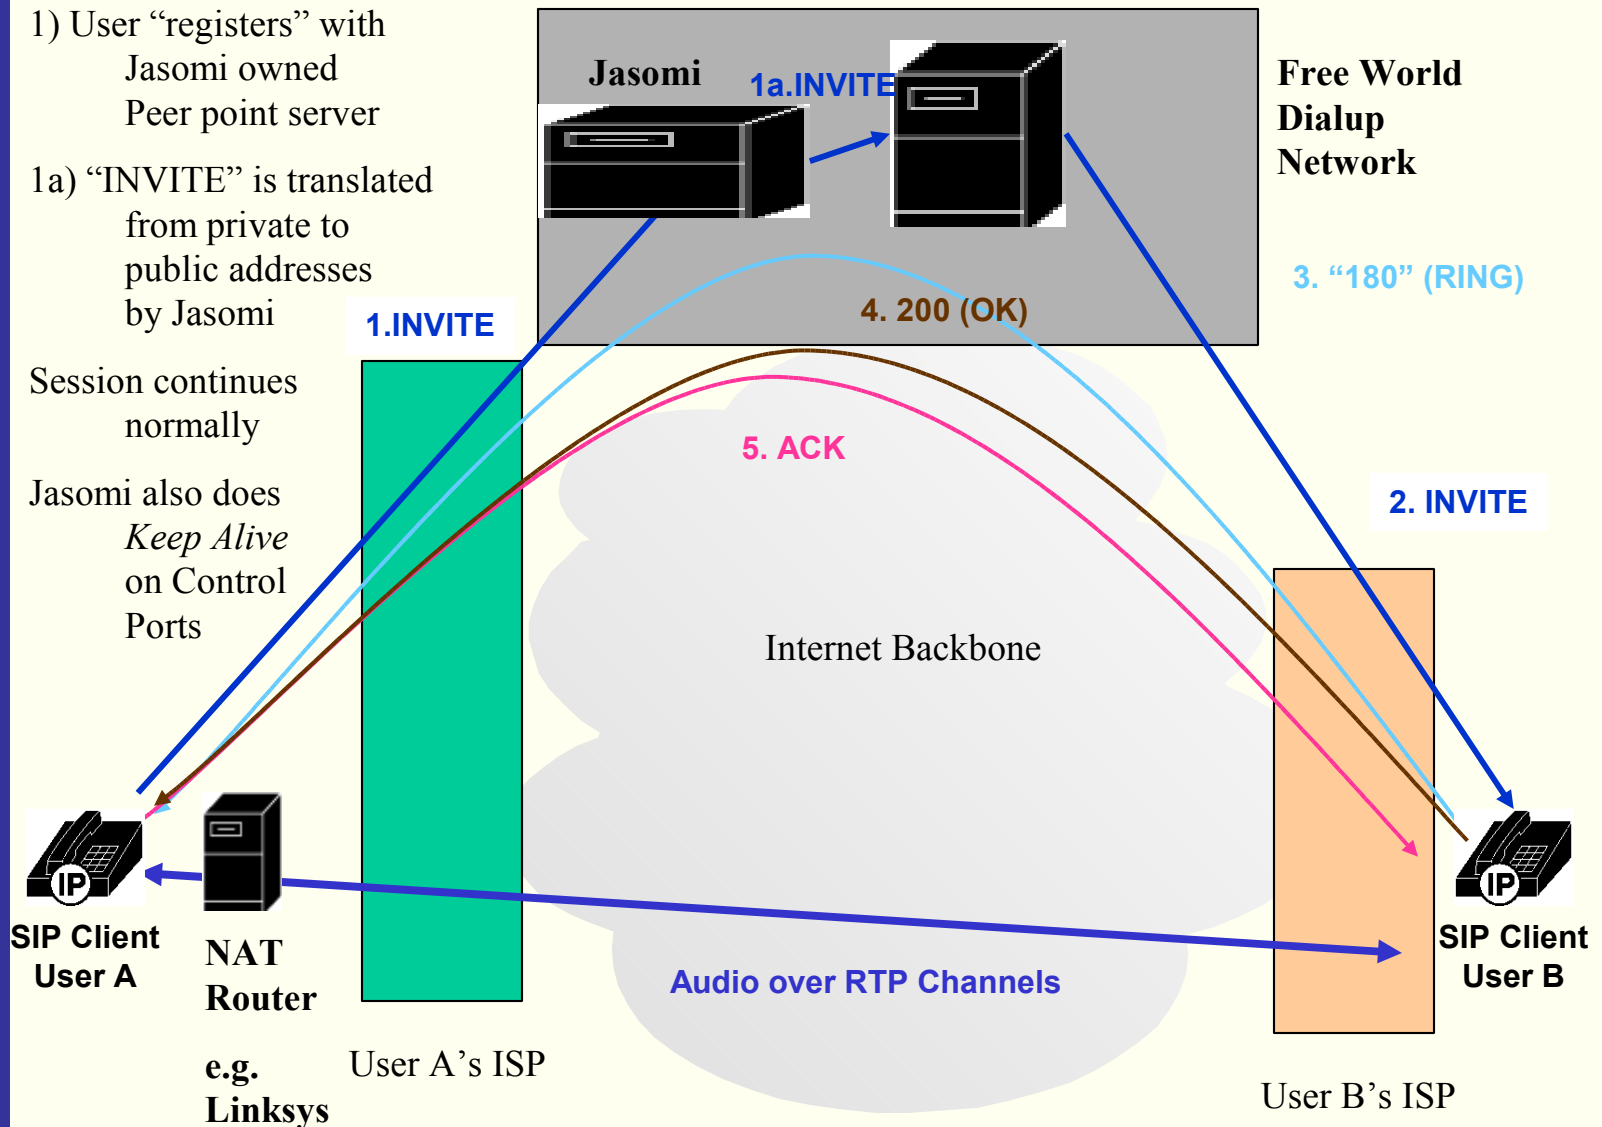 1) User “registers” with
Jasomi owned
Peer point server
1a) “INVITE” is translated
from private to
public addresses
by Jasomi
Session continues
normally
Jasomi also does
Keep Alive
on Control
Ports
Jasomi
1a.INVITE
Free World
Dialup
Network
3. “180” (RING)
4. 200 (OK)
1.INVITE
5. ACK
2. INVITE
Internet Backbone
IP
SIP Client
User A
NAT
Router
e.g.
Linksys
User A’s ISP
Audio over RTP Channels
IP
SIP Client
User B
User B’s ISP